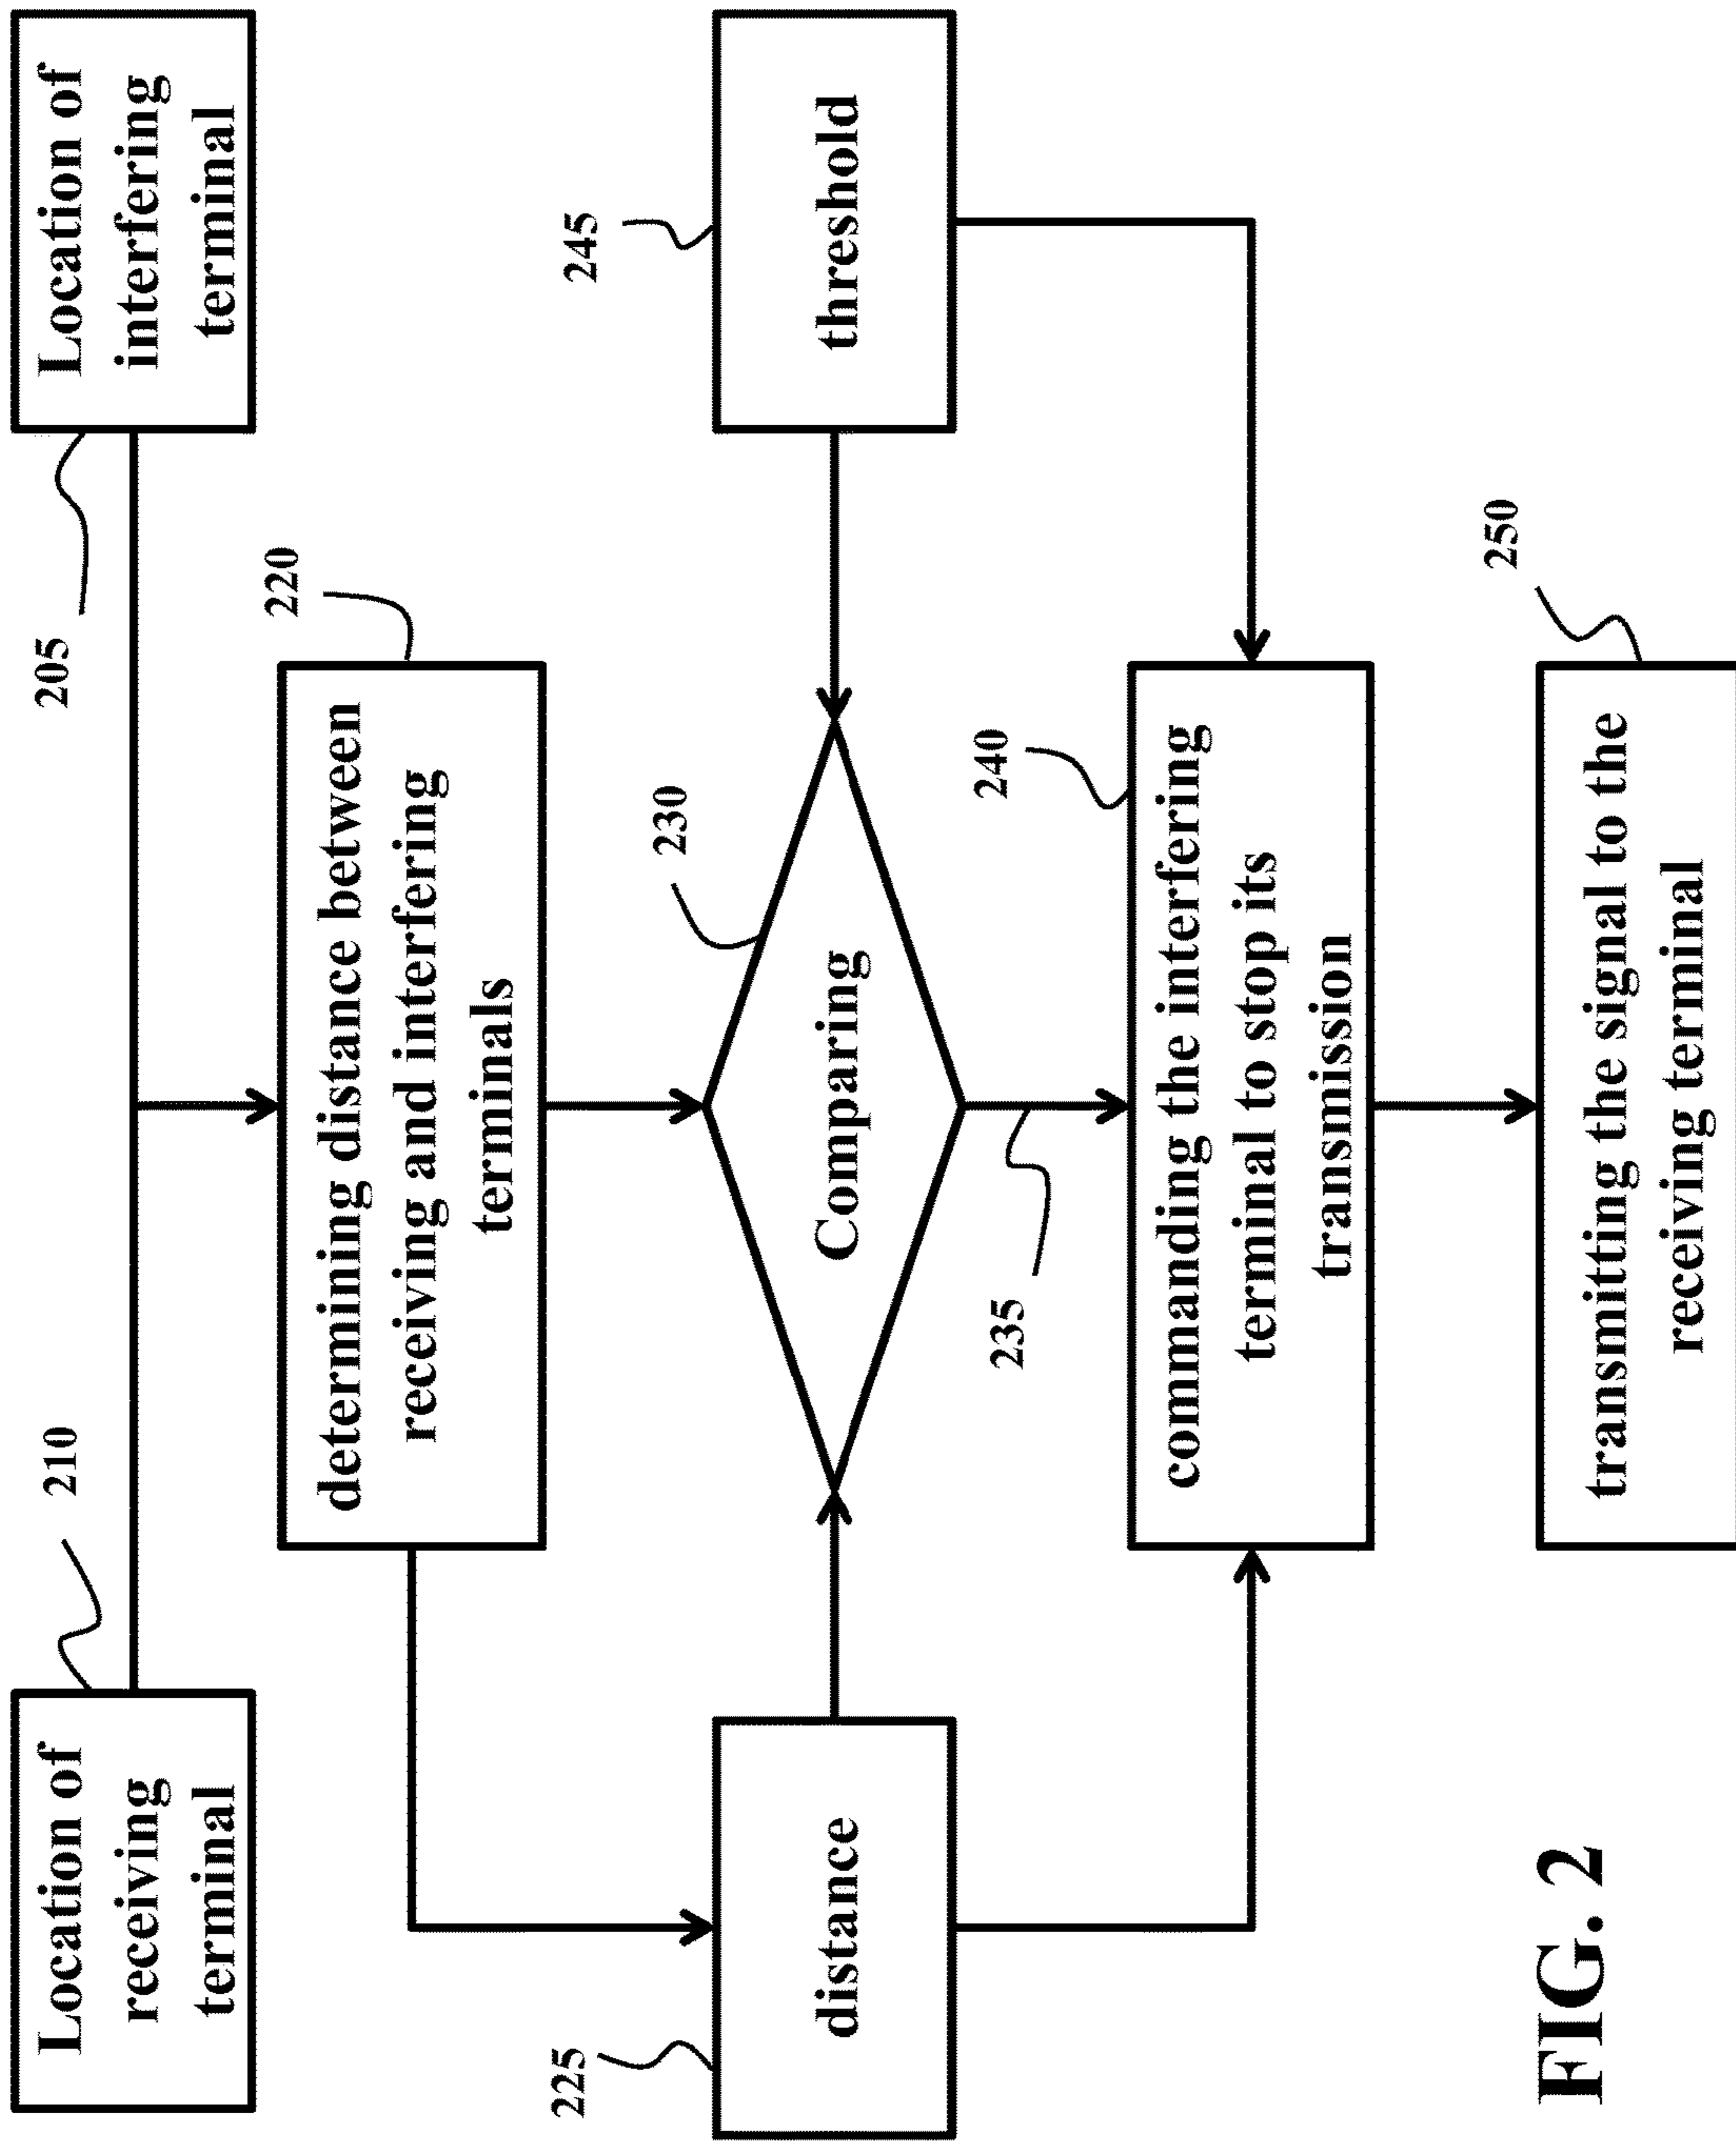 Location of
receiving
terminal
210
205
Location of
interfering
terminal
220
determining distance between
receiving and interfering
terminals
225
distance
230
Comparing
245
threshold
235
240
commanding the interfering
terminal to stop its
transmission
250
transmitting the signal to the
receiving terminal
FIG. 2